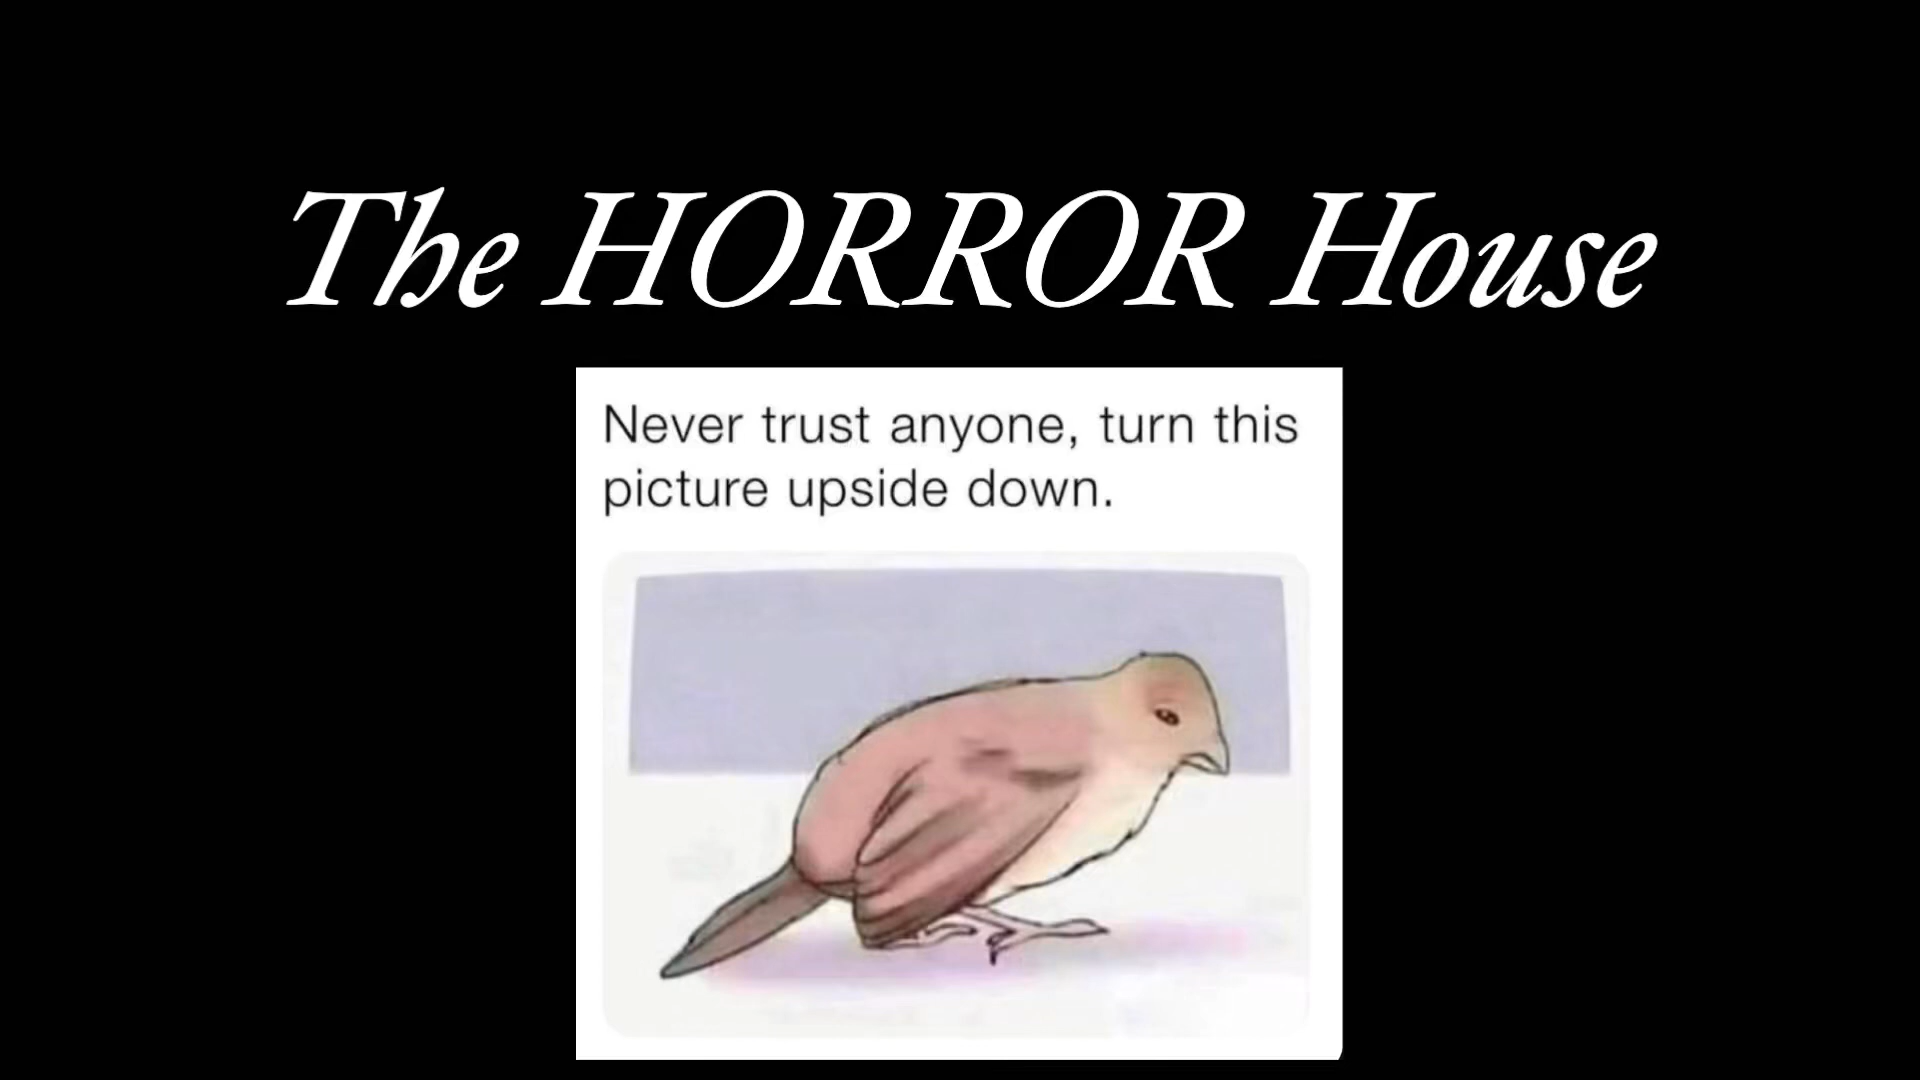 The HORROR House
Never trust anyone, turn this
picture upside down.